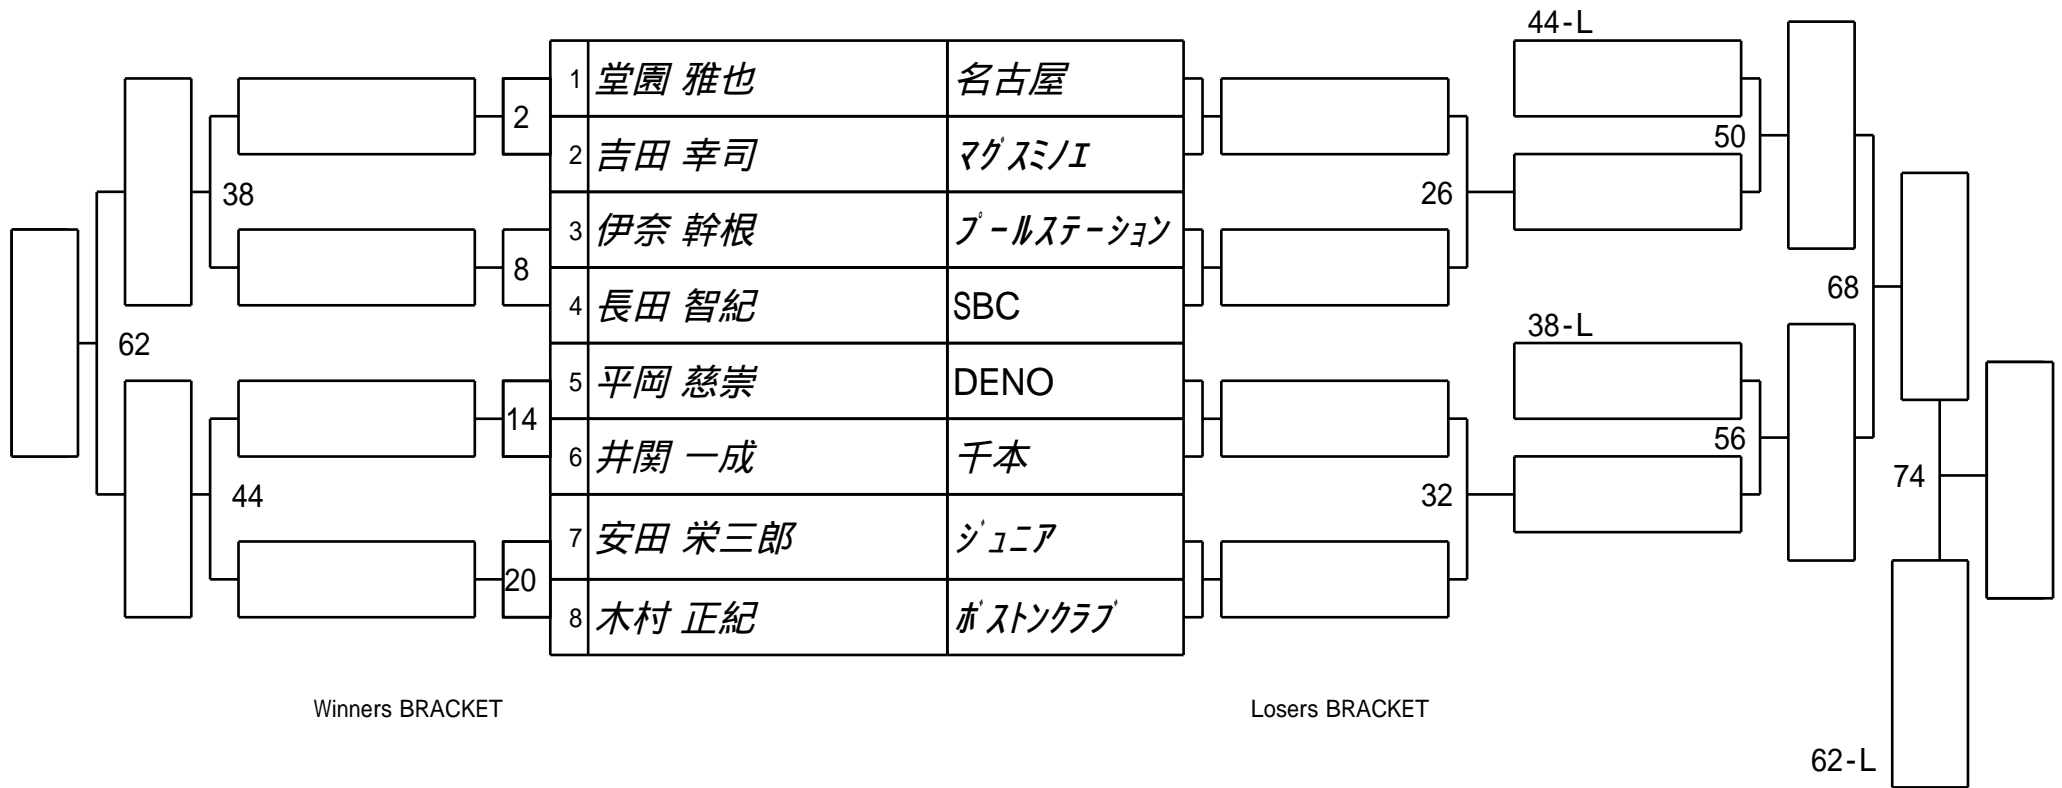 44-L
1 堂園 雅也 名古屋
2
50
2 吉田 幸司 マグスミノエ
38
26
3 伊奈 幹根 プールステーション
8
68
4 長田 智紀 SBC
38-L
62
5 平岡 慈崇 DENO
14
56
6 井関 一成 千本
74
44
32
7 安田 栄三郎 ジュニア
20
8 木村 正紀 ボストンクラブ
Winners BRACKET
Losers BRACKET
62-L